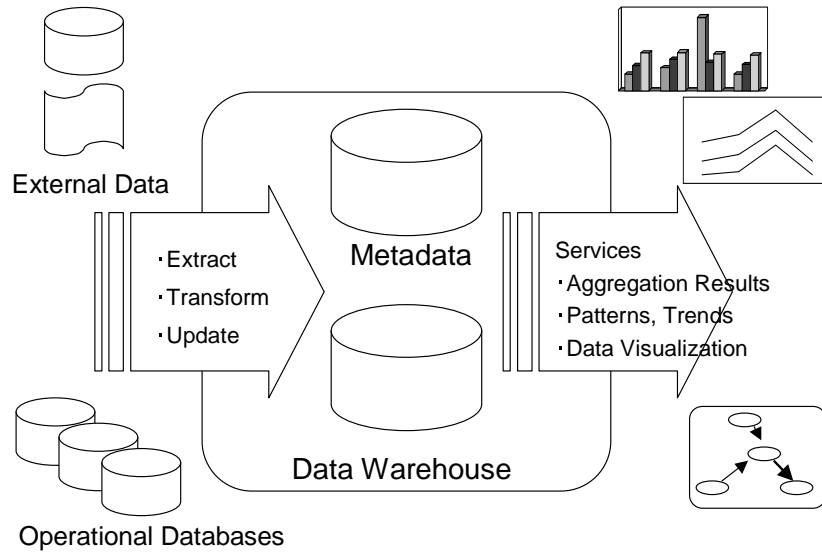 External Data
・Extract
・Transform
・Update
Operational Databases
Metadata
Data Warehouse
Services
・Aggregation Results
・Patterns, Trends
・Data Visualization